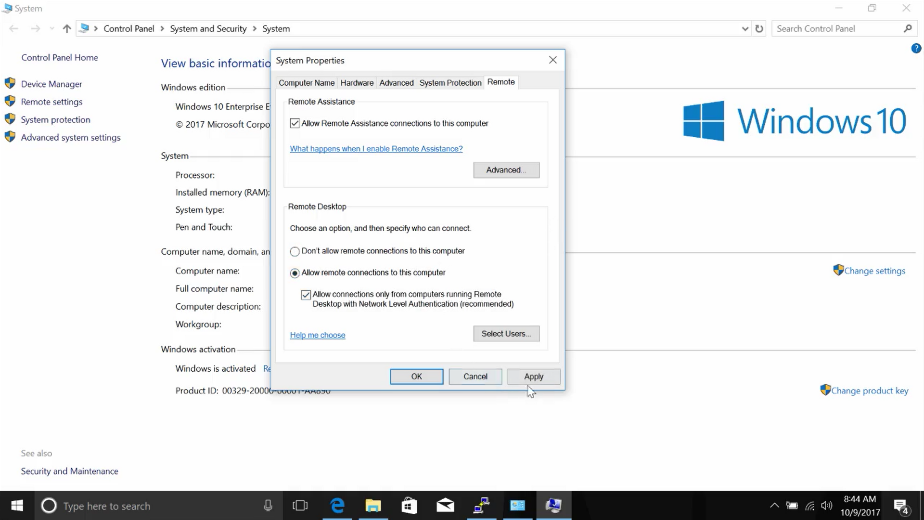 System
Control Panel > System and Security > System
Search Control Panel
Control Panel Home
Device Manager
Remote settings
System protection
Advanced system settings
See also
Security and Maintenance
View basic informatio
Windows edition
Windows 10 Enterprise E
© 2017 Microsoft Corpo
System
Processor:
Installed memory (RAM):
System type:
Pen and Touch:
Computer name, domain, an
Computer name:
Full computer name:
Computer description:
Workgroup:
Windows activation
Windows is activated Re
Product ID: 00329-20000-00001-AA890
Windows 10
Change settings
Change product key
System Properties
Computer Name Hardware Advanced System Protection Remote
Remote Assistance
Allow Remote Assistance connections to this computer
What happens when I enable Remote Assistance?
Advanced...
Remote Desktop
Choose an option, and then specify who can connect.
Don't allow remote connections to this computer
Allow remote connections to this computer
Allow connections only from computers running Remote
Desktop with Network Level Authentication (recommended)
Help me choose
Select Users...
OK Cancel Apply
Type here to search
8:44 AM
10/9/2017
4